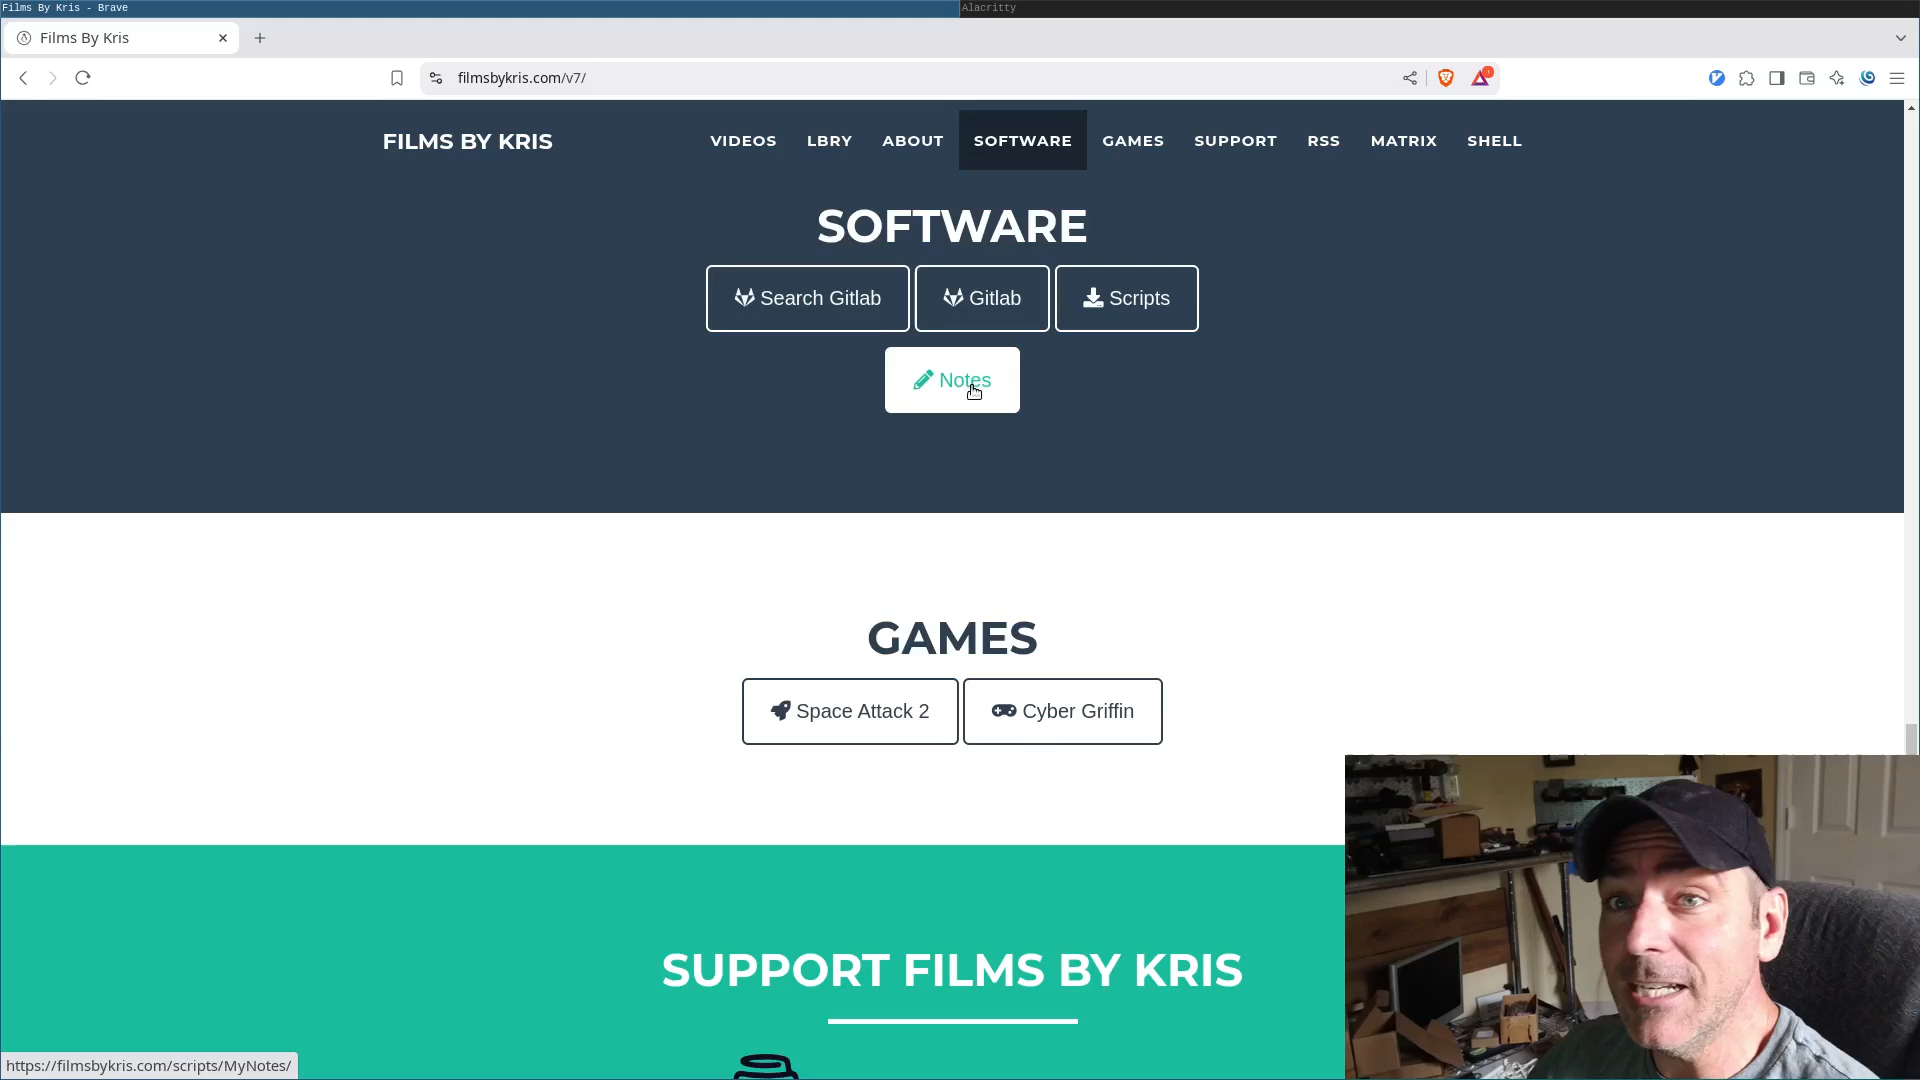 Films By Kris - Brave
Alacritty
Films By Kris
filmsbykris.com/v7/
FILMS BY KRIS
VIDEOS LBRY ABOUT SOFTWARE GAMES SUPPORT RSS MATRIX SHELL
SOFTWARE
Search Gitlab Gitlab Scripts
Notes
GAMES
Space Attack 2 Cyber Griffin
SUPPORT FILMS BY KRIS
https://filmsbykris.com/scripts/MyNotes/